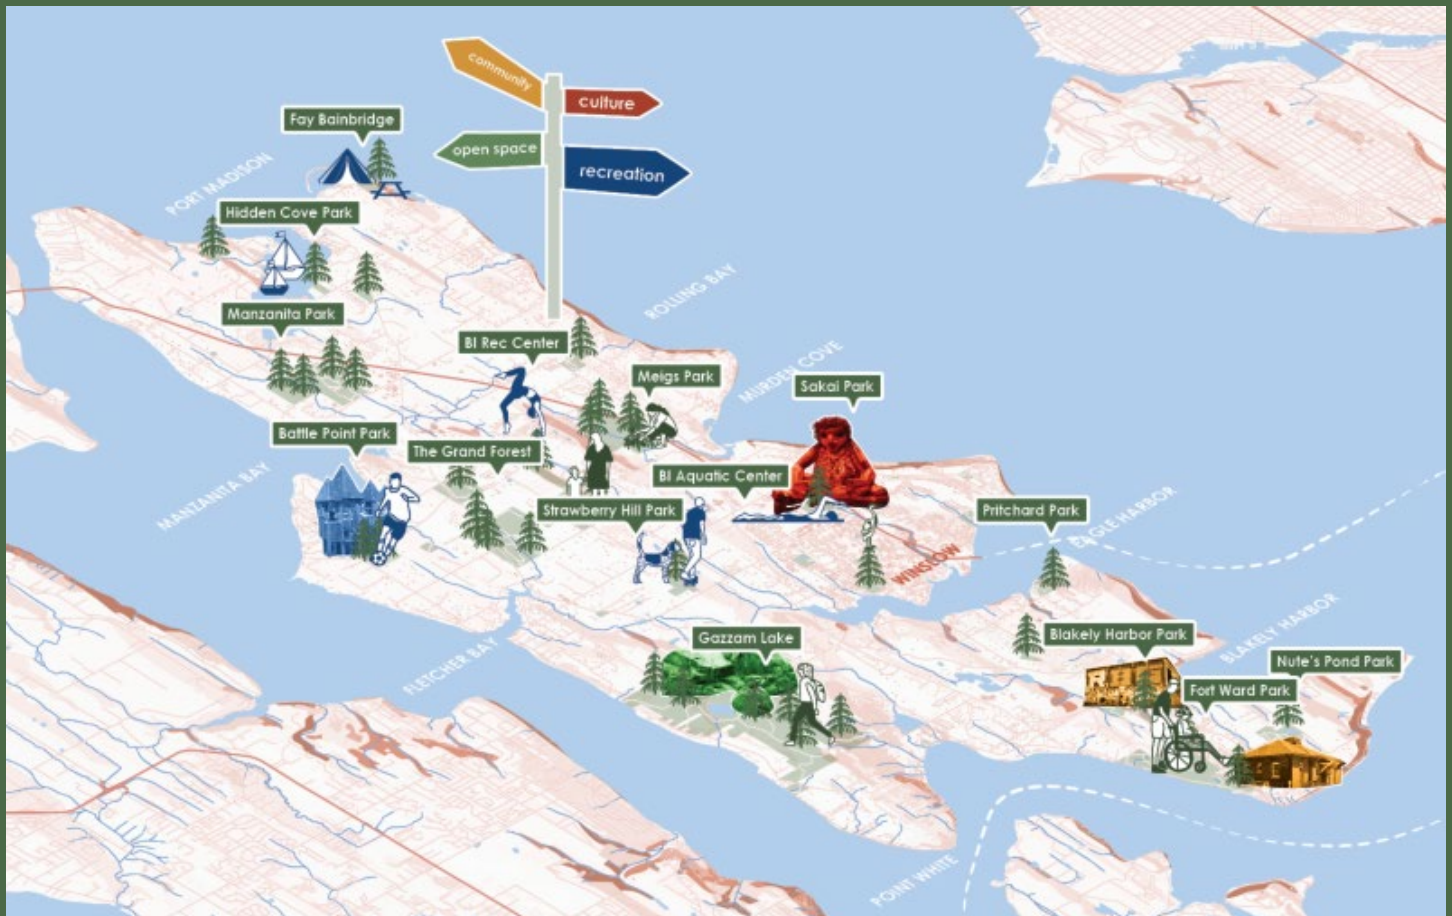 community
culture
open space
recreation
Fay Bainbridge
PORT MADISON
Hidden Cove Park
ROLLING BAY
Manzanita Park
BI Rec Center
MURDEN COVE
Meigs Park
Sakai Park
Battle Point Park
The Grand Forest
MANZANITA BAY
BI Aquatic Center
Strawberry Hill Park
Pritchard Park
EAGLE HARBOR
WINSLOW
Gazzam Lake
Blakely Harbor Park
BLAKELY HARBOR
Nute's Pond Park
FLETCHER BAY
Fort Ward Park
POINT WHITE